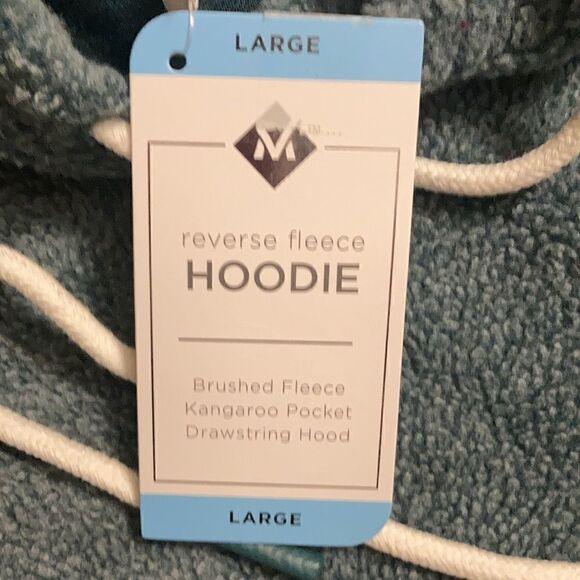 LARGE
reverse fleece
HOODIE
Brushed Fleece
Kangaroo Pocket
Drawstring Hood
LARGE